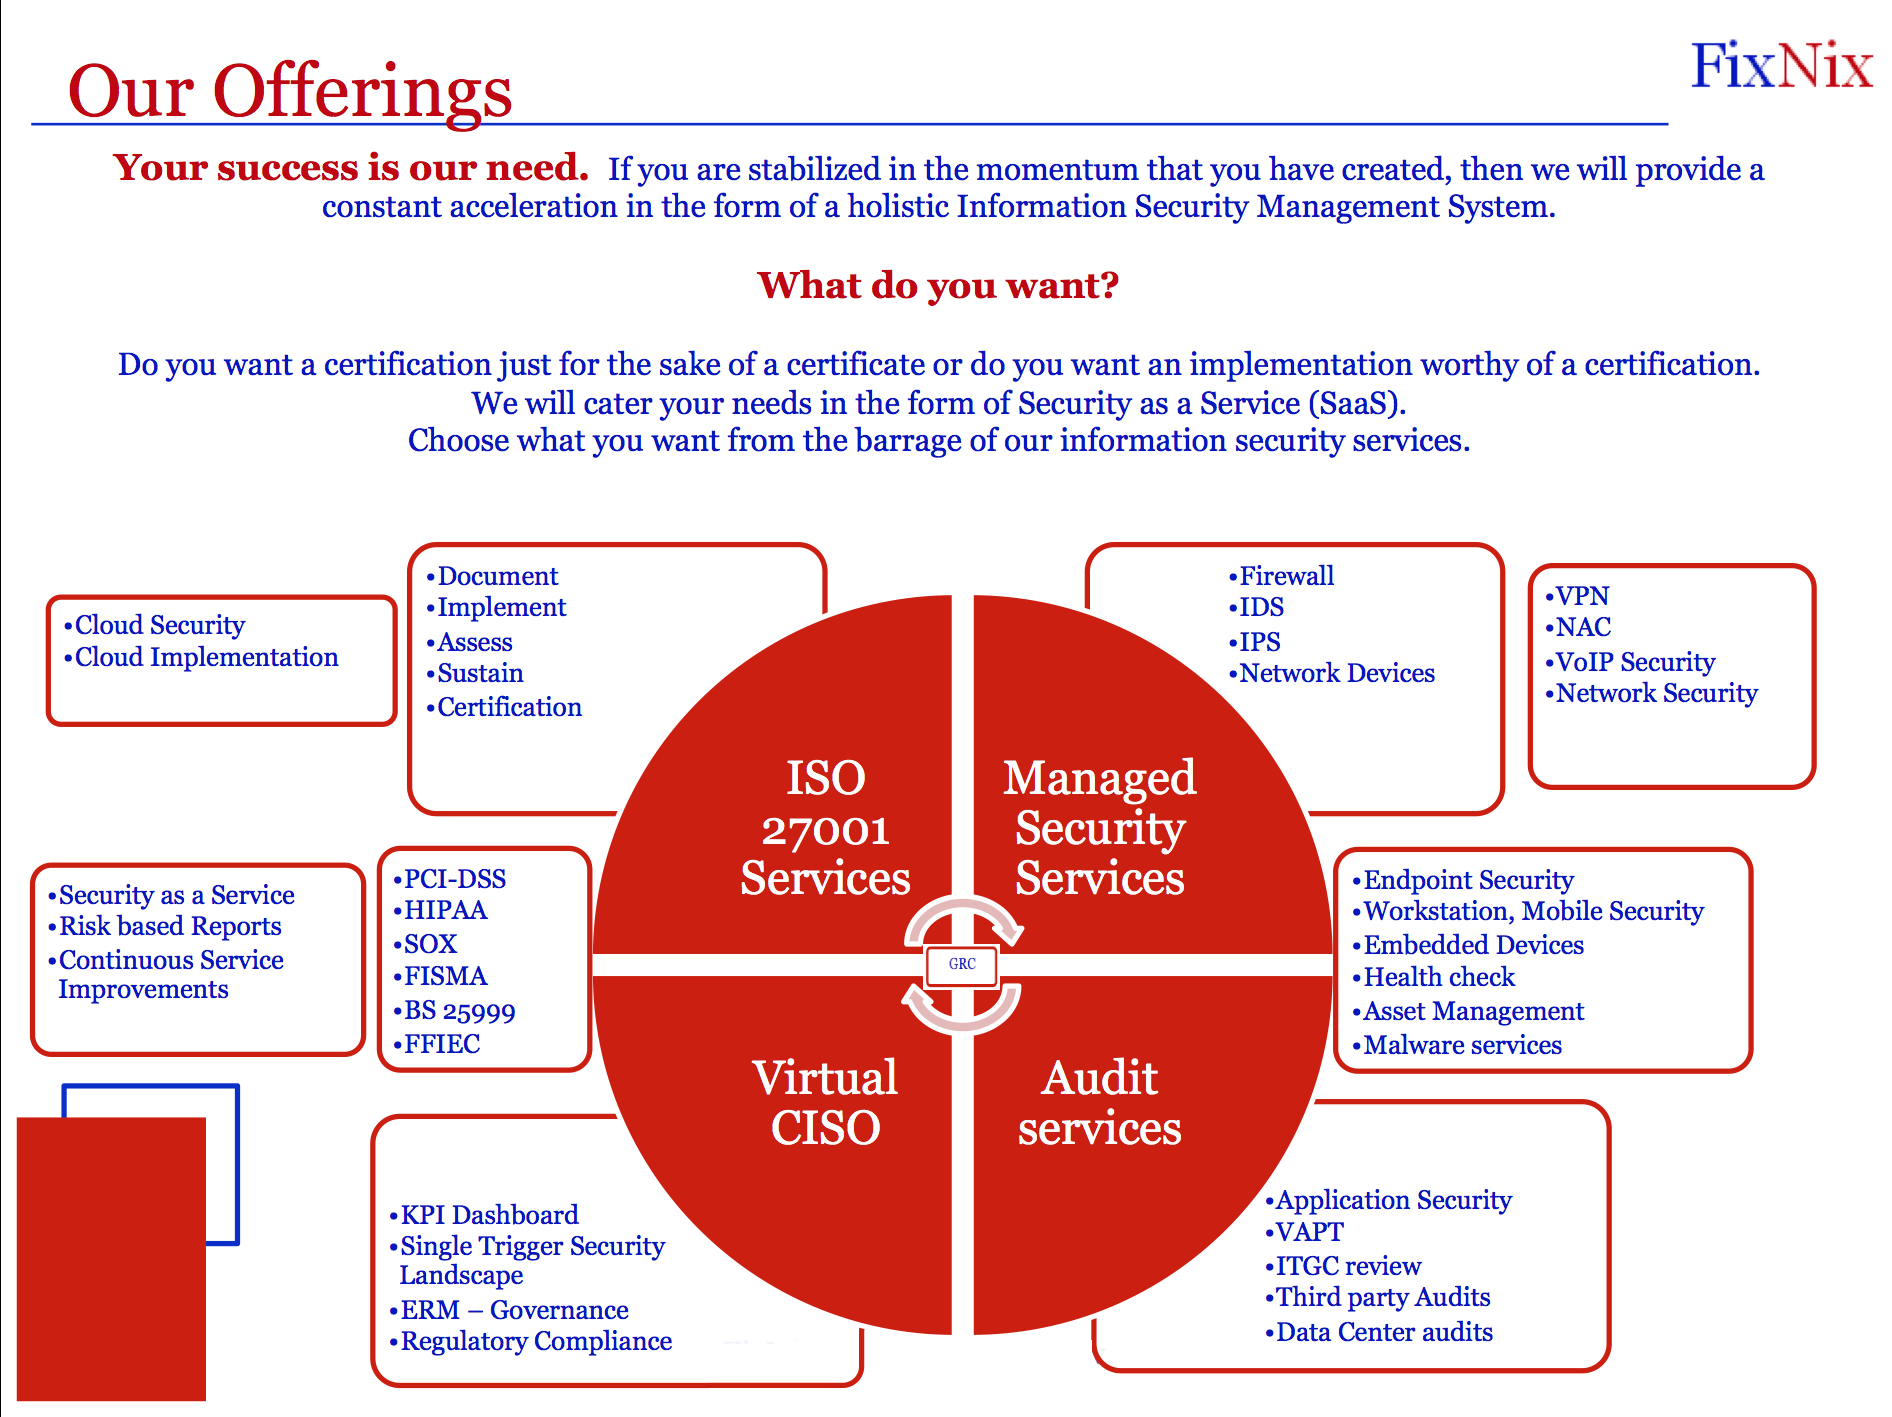 Our Offerings
FixNix
Your success is our need. If you are stabilized in the momentum that you have created, then we will provide a
constant acceleration in the form of a holistic Information Security Management System.
What do you want?
Do you want a certification just for the sake of a certificate or do you want an implementation worthy of a certification.
We will cater your needs in the form of Security as a Service (SaaS).
Choose what you want from the barrage of our information security services.
•Cloud Security
•Cloud Implementation
•Document
•Implement
•Assess
•Sustain
•Certification
•Firewall
•IDS
•IPS
•Network Devices
•VPN
•NAC
•VoIP Security
•Network Security
ISO
27001
Services
Managed
Security
Services
•Security as a Service
•Risk based Reports
•Continuous Service
Improvements
•PCI-DSS
•HIPAA
•SOX
•FISMA
•BS 25999
•FFIEC
GRC
•Endpoint Security
•Workstation, Mobile Security
•Embedded Devices
•Health check
•Asset Management
•Malware services
Virtual
CISO
Audit
services
•KPI Dashboard
•Single Trigger Security
Landscape
•ERM – Governance
•Regulatory Compliance
•Application Security
•VAPT
•ITGC review
•Third party Audits
•Data Center audits